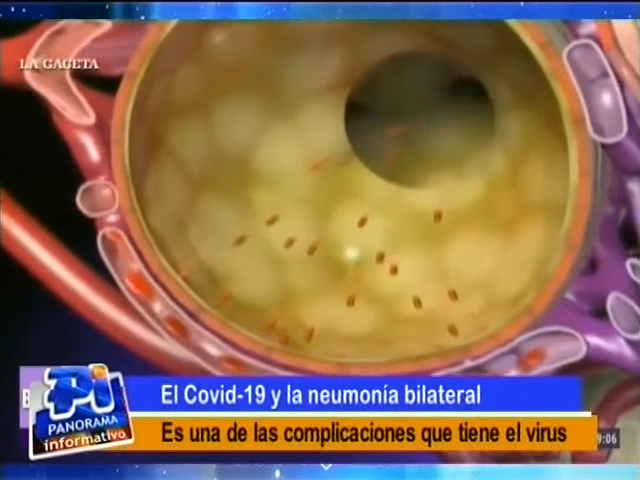 LA GACETA
El Covid-19 y la neumonía bilateral
Es una de las complicaciones que tiene el virus
Pi
PANORAMA
informativo
9:06